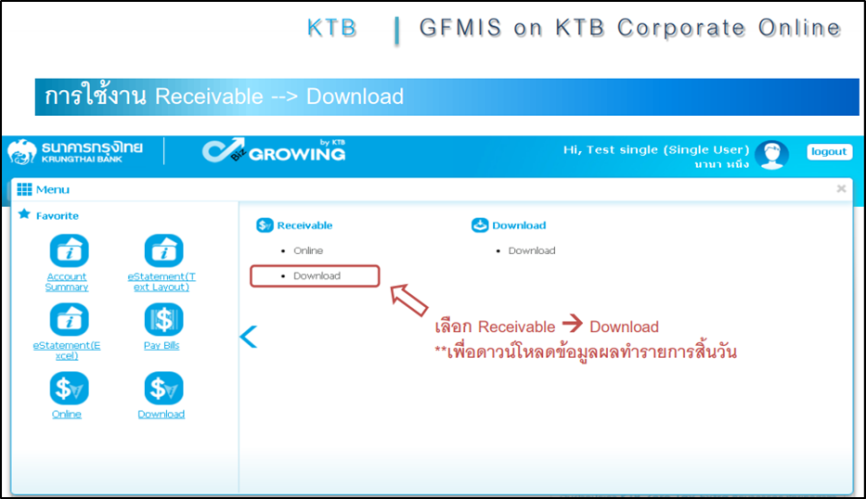 KTB | GFMIS on KTB Corporate Online
การใช้งาน Receivable --> Download
ธนาคารกรุงไทย
KRUNGTHAI BANK
Biz GROWING by KTB
Hi, Test single (Single User)
นานา หนึ่ง
logout
Menu
Favorite
Account Summary
eStatement(T
ext Layout)
eStatement(E
xcel)
Pay Bills
Online
Download
Receivable
• Online
• Download
Download
• Download
เลือก Receivable → Download
**เพื่อดาวน์โหลดข้อมูลผลทำรายการสิ้นวัน